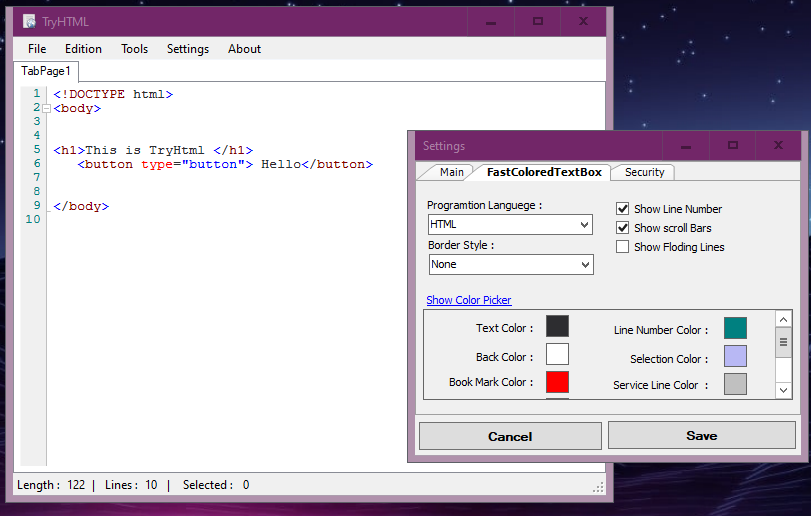 TryHTML
File Edition Tools Settings About
TabPage1
1 <!DOCTYPE html>
2 <body>
3
4
5 <h1>This is TryHtml </h1>
6 <button type="button"> Hello</button>
7
8
9 </body>
10
Length : 122 | Lines : 10 | Selected : 0
Settings
Main FastColoredTextBox Security
Programtion Languege :
HTML
Border Style :
None
Show Line Number
Show scroll Bars
Show Floding Lines
Show Color Picker
Text Color : Line Number Color :
Back Color : Selection Color :
Book Mark Color : Service Line Color :
Cancel Save